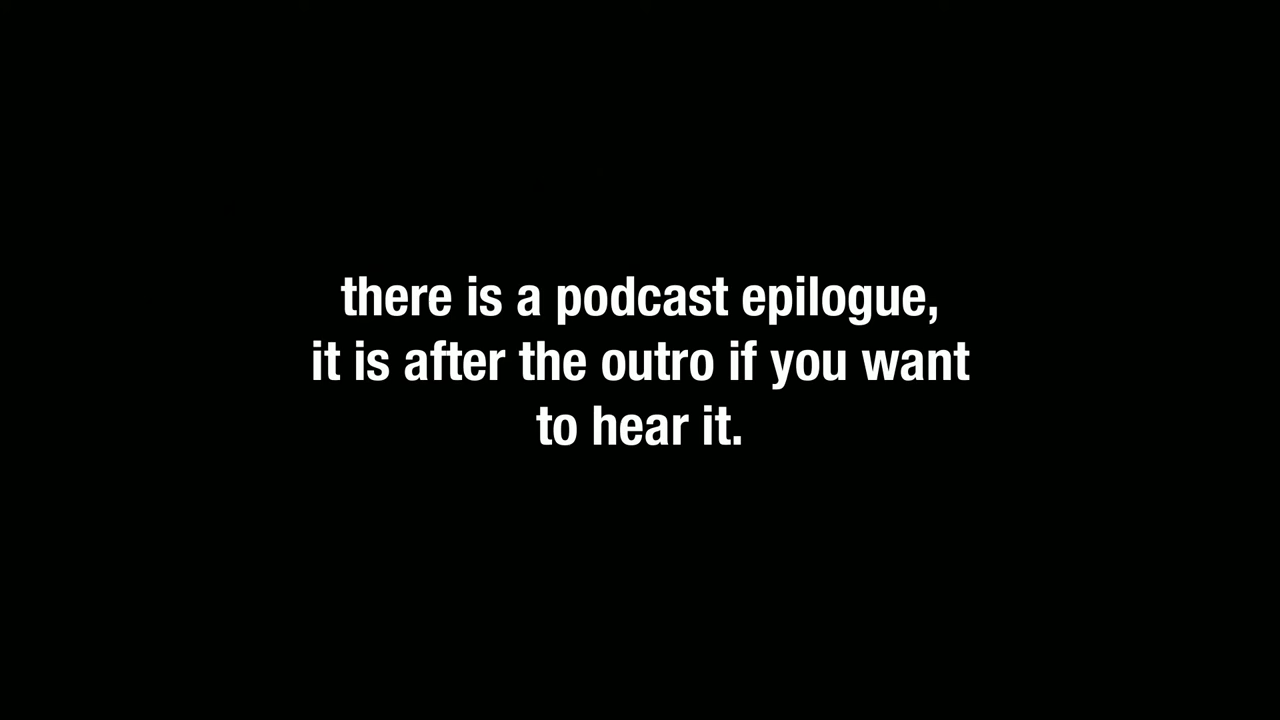 there is a podcast epilogue,
it is after the outro if you want
to hear it.